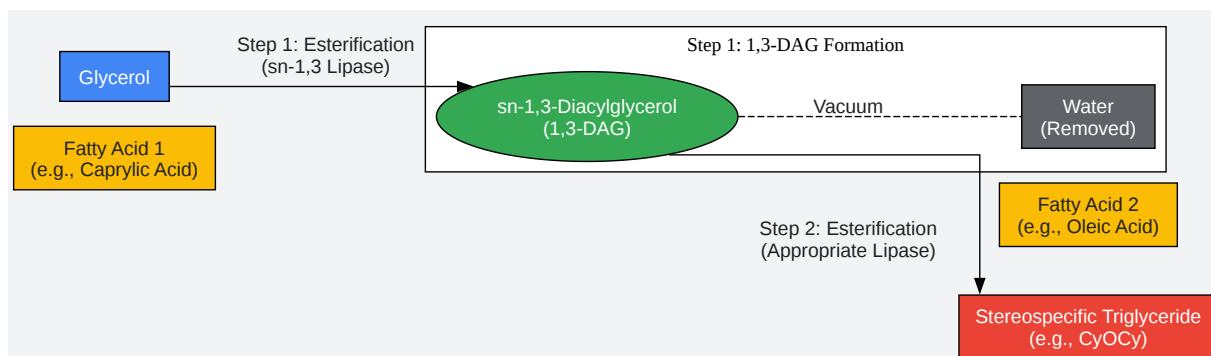 Step 1: Esterification
(sn-1,3 Lipase)
Step 1: 1,3-DAG Formation
Glycerol
sn-1,3-Diacylglycerol
(1,3-DAG)
Vacuum
Water
(Removed)
Fatty Acid 1
(e.g., Caprylic Acid)
Fatty Acid 2
(e.g., Oleic Acid)
Step 2: Esterification
(Appropriate Lipase)
Stereospecific Triglyceride
(e.g., CyOCy)